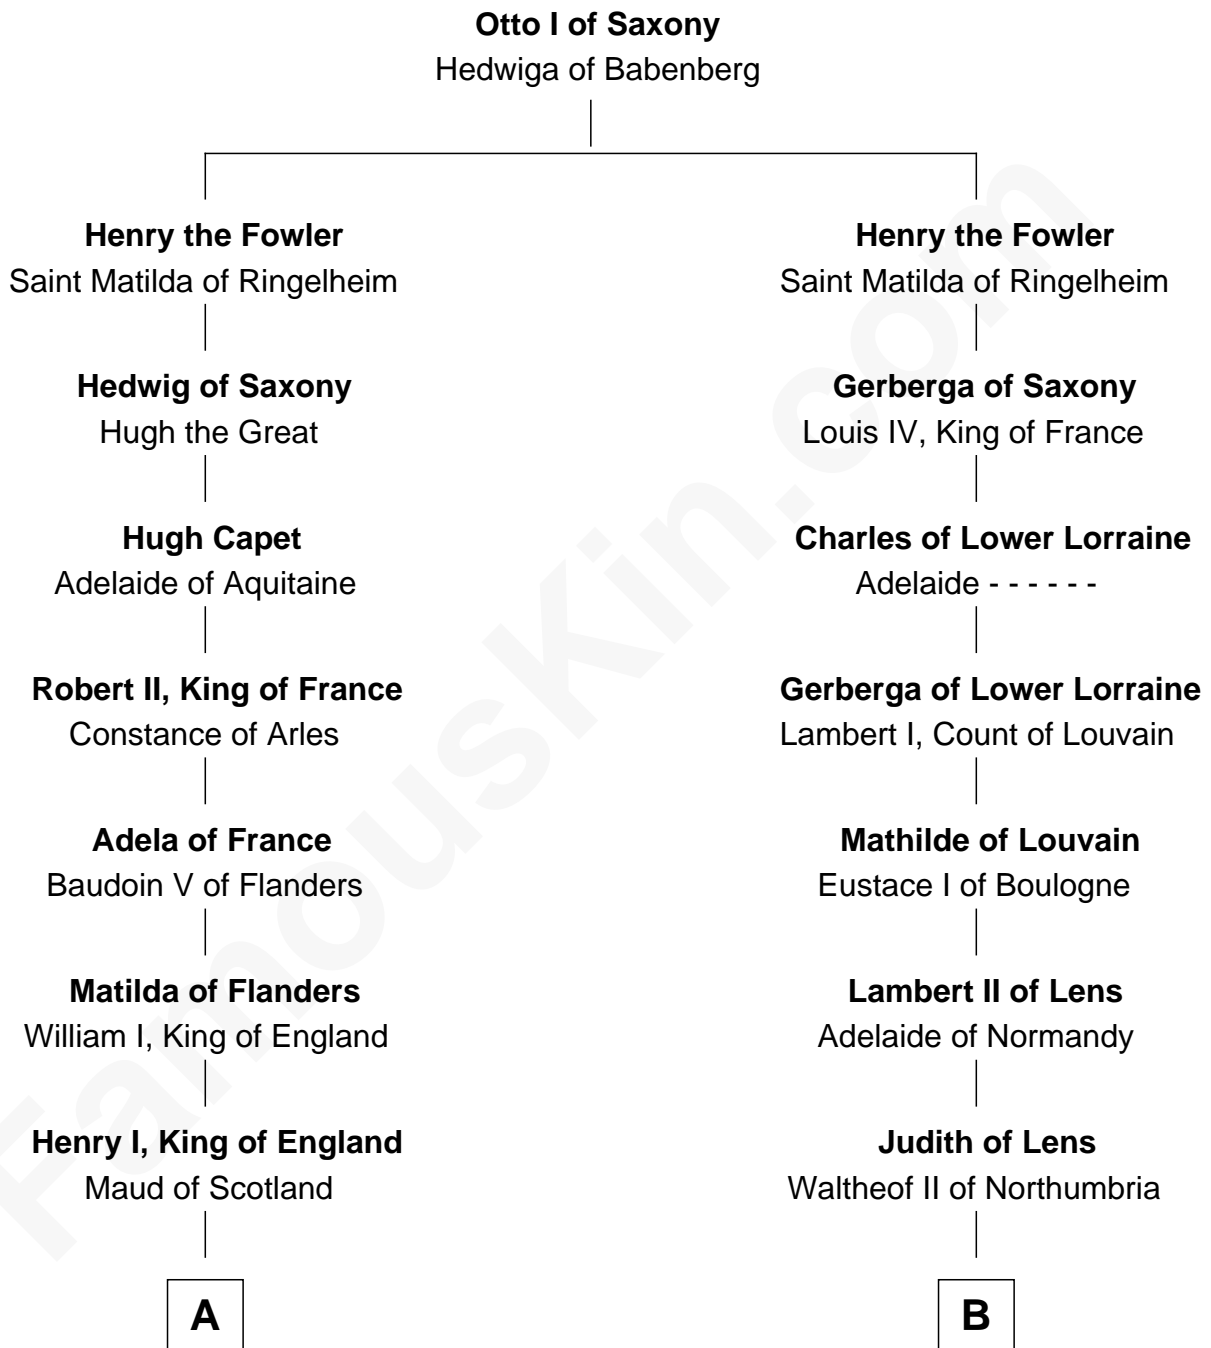 Otto I of Saxony
Hedwiga of Babenberg
Henry the Fowler
Saint Matilda of Ringelheim
Henry the Fowler
Saint Matilda of Ringelheim
Hedwig of Saxony
Hugh the Great
Gerberga of Saxony
Louis IV, King of France
Hugh Capet
Adelaide of Aquitaine
Charles of Lower Lorraine
Adelaide - - - - - -
Robert II, King of France
Constance of Arles
Gerberga of Lower Lorraine
Lambert I, Count of Louvain
Adela of France
Baudoin V of Flanders
Mathilde of Louvain
Eustace I of Boulogne
Matilda of Flanders
William I, King of England
Lambert II of Lens
Adelaide of Normandy
Henry I, King of England
Maud of Scotland
Judith of Lens
Waltheof II of Northumbria
A
B
FamousKin.com